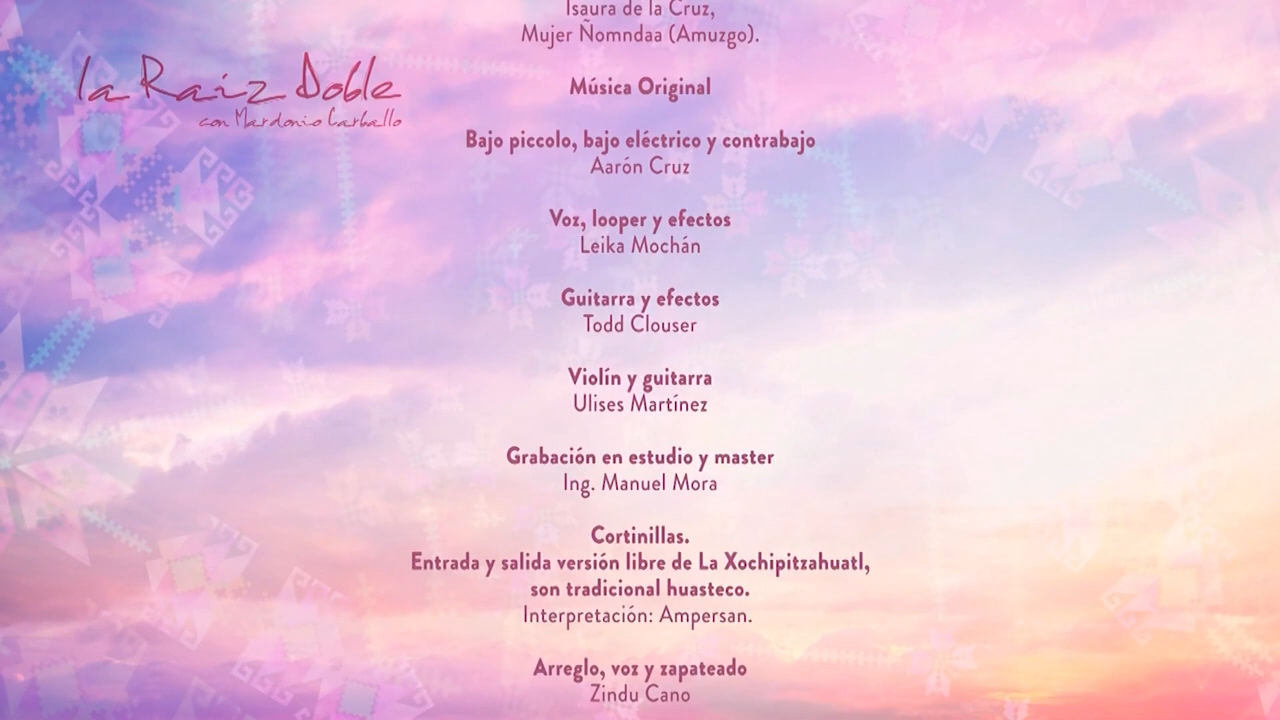 la Raíz Doble
con Mardonio Carballo
Isaura de la Cruz,
Mujer Ñomndaa (Amuzgo).
Música Original
Bajo piccolo, bajo eléctrico y contrabajo
Aarón Cruz
Voz, looper y efectos
Leika Mochán
Guitarra y efectos
Todd Clouser
Violín y guitarra
Ulises Martínez
Grabación en estudio y master
Ing. Manuel Mora
Cortinillas.
Entrada y salida versión libre de La Xochipitzahuatl,
son tradicional huasteco.
Interpretación: Ampersan.
Arreglo, voz y zapateado
Zindu Cano